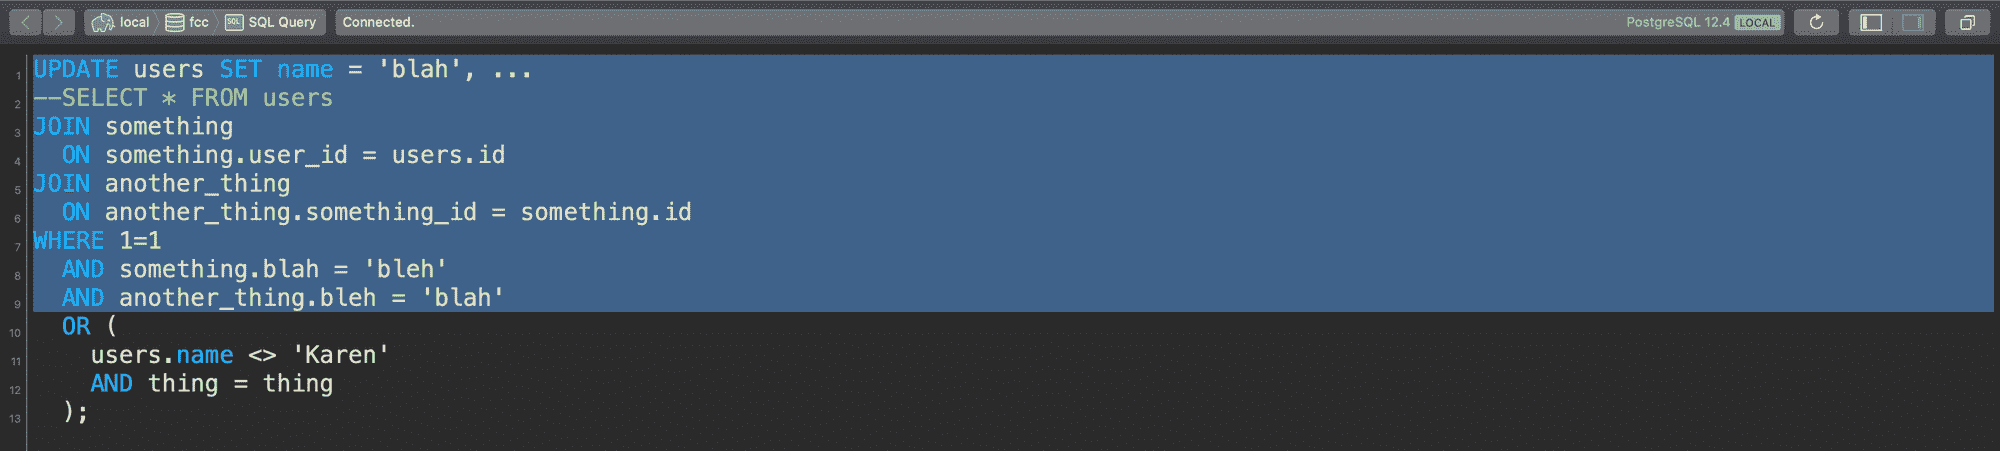 local fcc SQL SQL Query Connected. PostgreSQL 12.4 LOCAL
1 UPDATE users SET name = 'blah', ...
2 --SELECT * FROM users
3 JOIN something
4 ON something.user_id = users.id
5 JOIN another_thing
6 ON another_thing.something_id = something.id
7 WHERE 1=1
8 AND something.blah = 'bleh'
9 AND another_thing.bleh = 'blah'
10 OR (
11 users.name <> 'Karen'
12 AND thing = thing
13 );